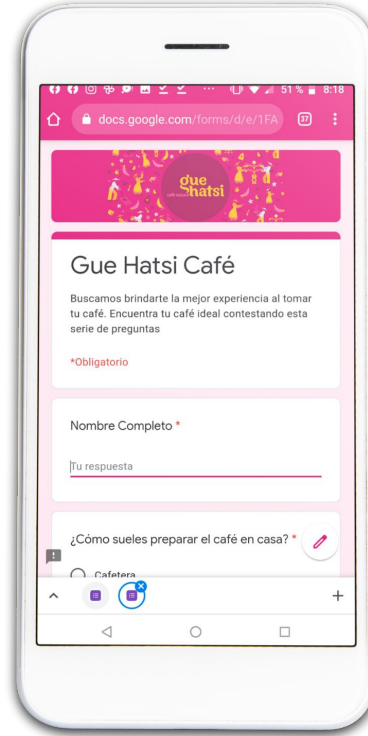 51 % 8:18
docs.google.com/forms/d/e/1FA
37
gue
hatsi
Gue Hatsi Café
Buscamos brindarte la mejor experiencia al tomar
tu café. Encuentra tu café ideal contestando esta
serie de preguntas
*Obligatorio
Nombre Completo *
Tu respuesta
¿Cómo sueles preparar el café en casa? *
Cafetera